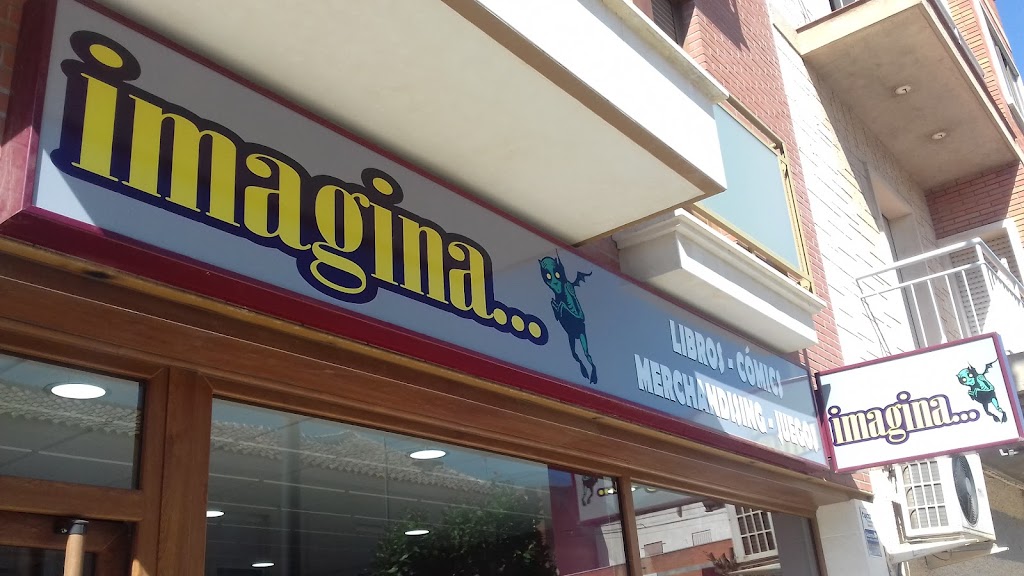 imagina...
LIBROS - CÓMICS
MERCHANDISING - JUEGOS
imagina...